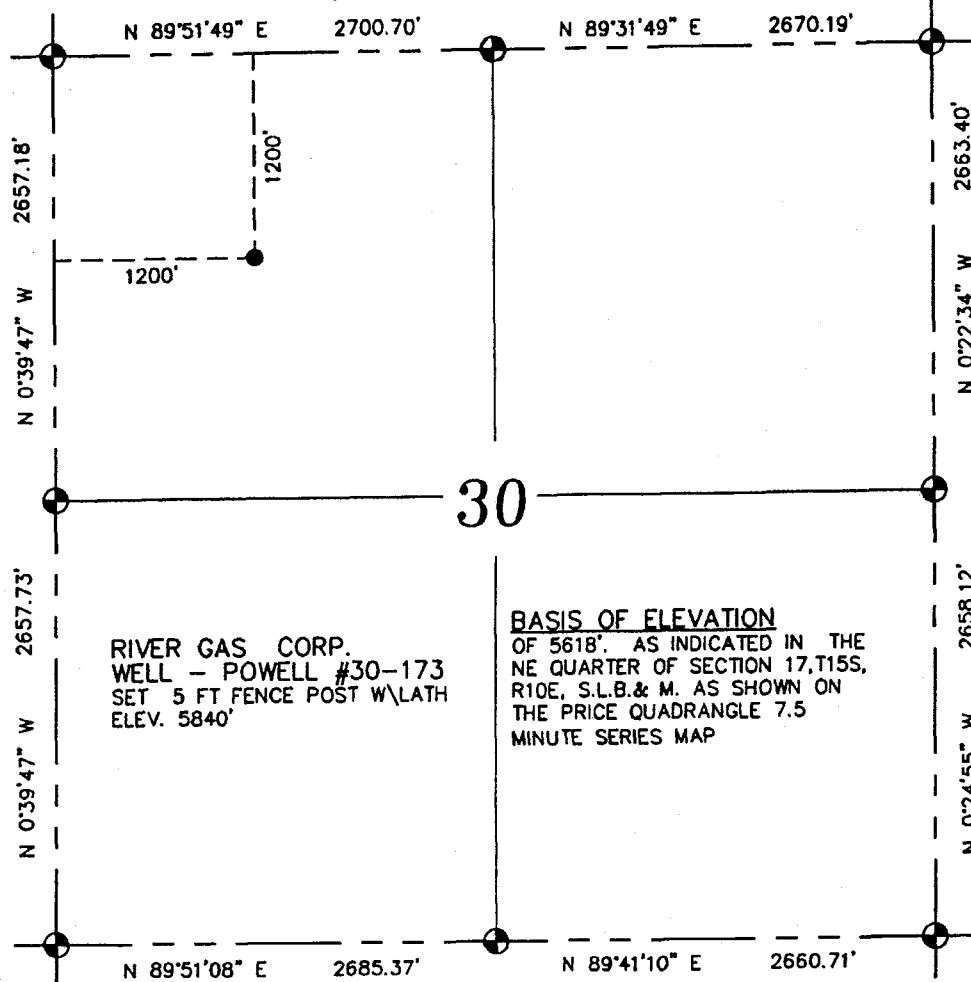 N 89°51'49" E 2700.70' N 89°31'49" E 2670.19'
2657.18'
N 0°39'47" W
1200'
1200'
2663.40'
N 0°22'34" W
30
2657.73'
N 0°39'47" W
RIVER GAS CORP.
WELL – POWELL #30–173
SET 5 FT FENCE POST W\LATH
ELEV. 5840'
BASIS OF ELEVATION
OF 5618'. AS INDICATED IN THE
NE QUARTER OF SECTION 17,T15S,
R10E, S.L.B.& M. AS SHOWN ON
THE PRICE QUADRANGLE 7.5
MINUTE SERIES MAP
2658.12'
N 0°24'55" W
N 89°51'08" E 2685.37' N 89°41'10" E 2660.71'